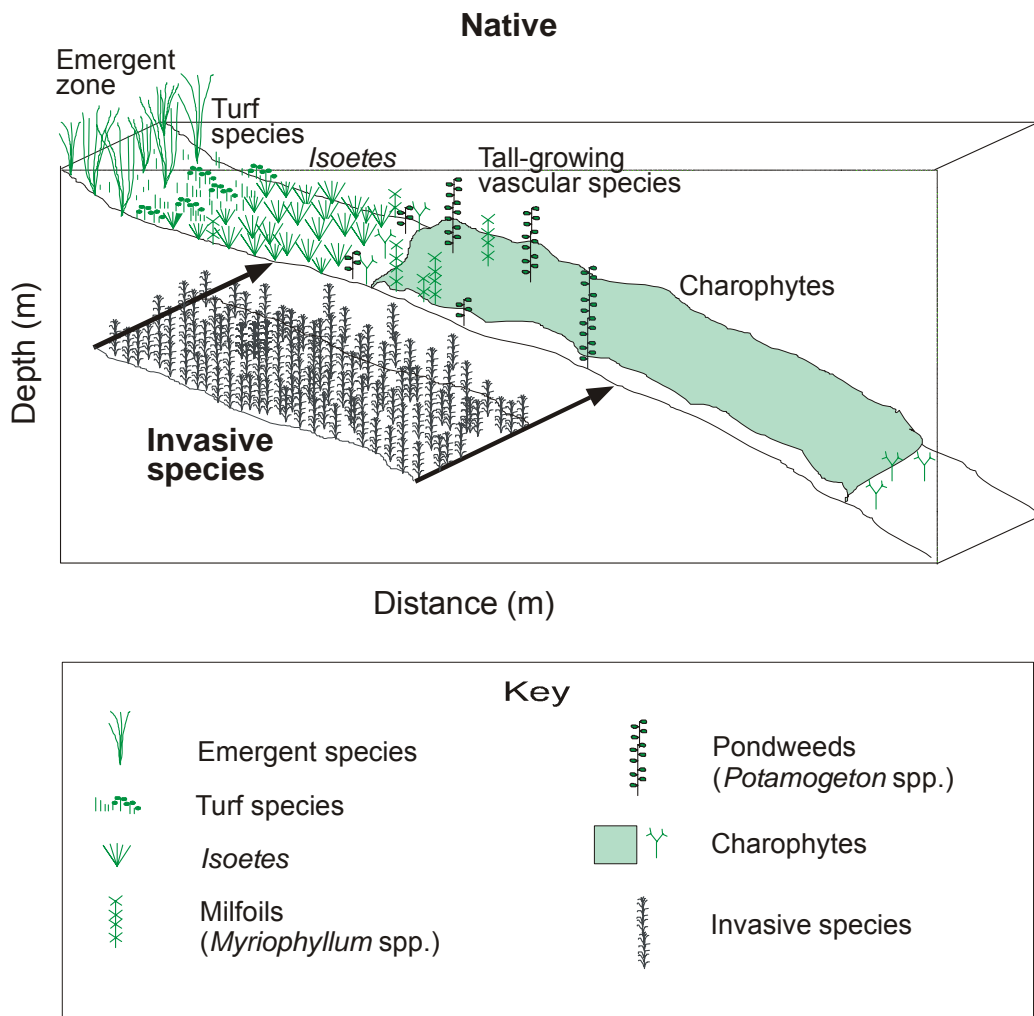 Native
Emergent
zone
Turf
species
Isoetes
Tall-growing
vascular species
Charophytes
Depth (m)
Invasive
species
Distance (m)
Key
Emergent species
Turf species
Isoetes
Milfoils
(Myriophyllum spp.)
Pondweeds
(Potamogeton spp.)
Charophytes
Invasive species